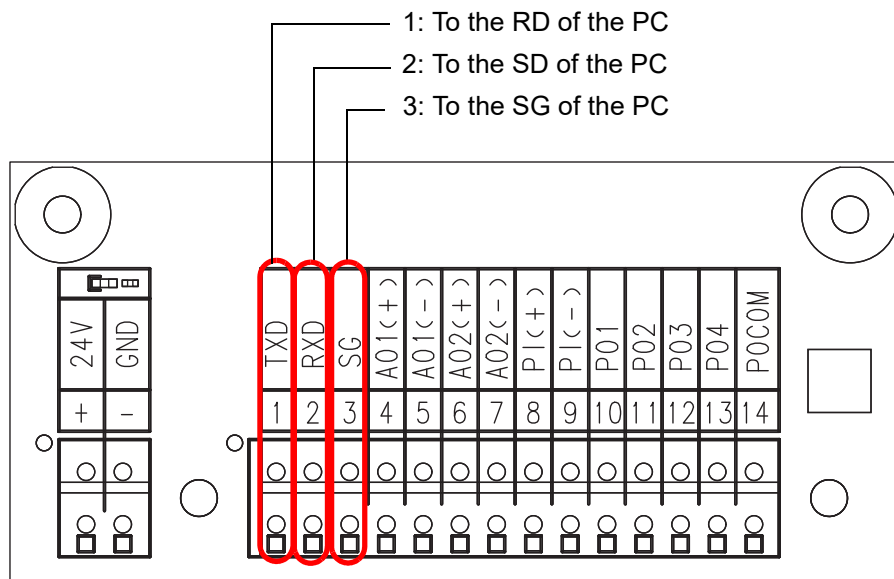 1: To the RD of the PC
2: To the SD of the PC
3: To the SG of the PC
24V GND TXD RXD SG AO1(+) AO1(-) AO2(+) AO2(-) PI(+) PI(-) PO1 PO2 PO3 PO4 POCOM
+ - 1 2 3 4 5 6 7 8 9 10 11 12 13 14